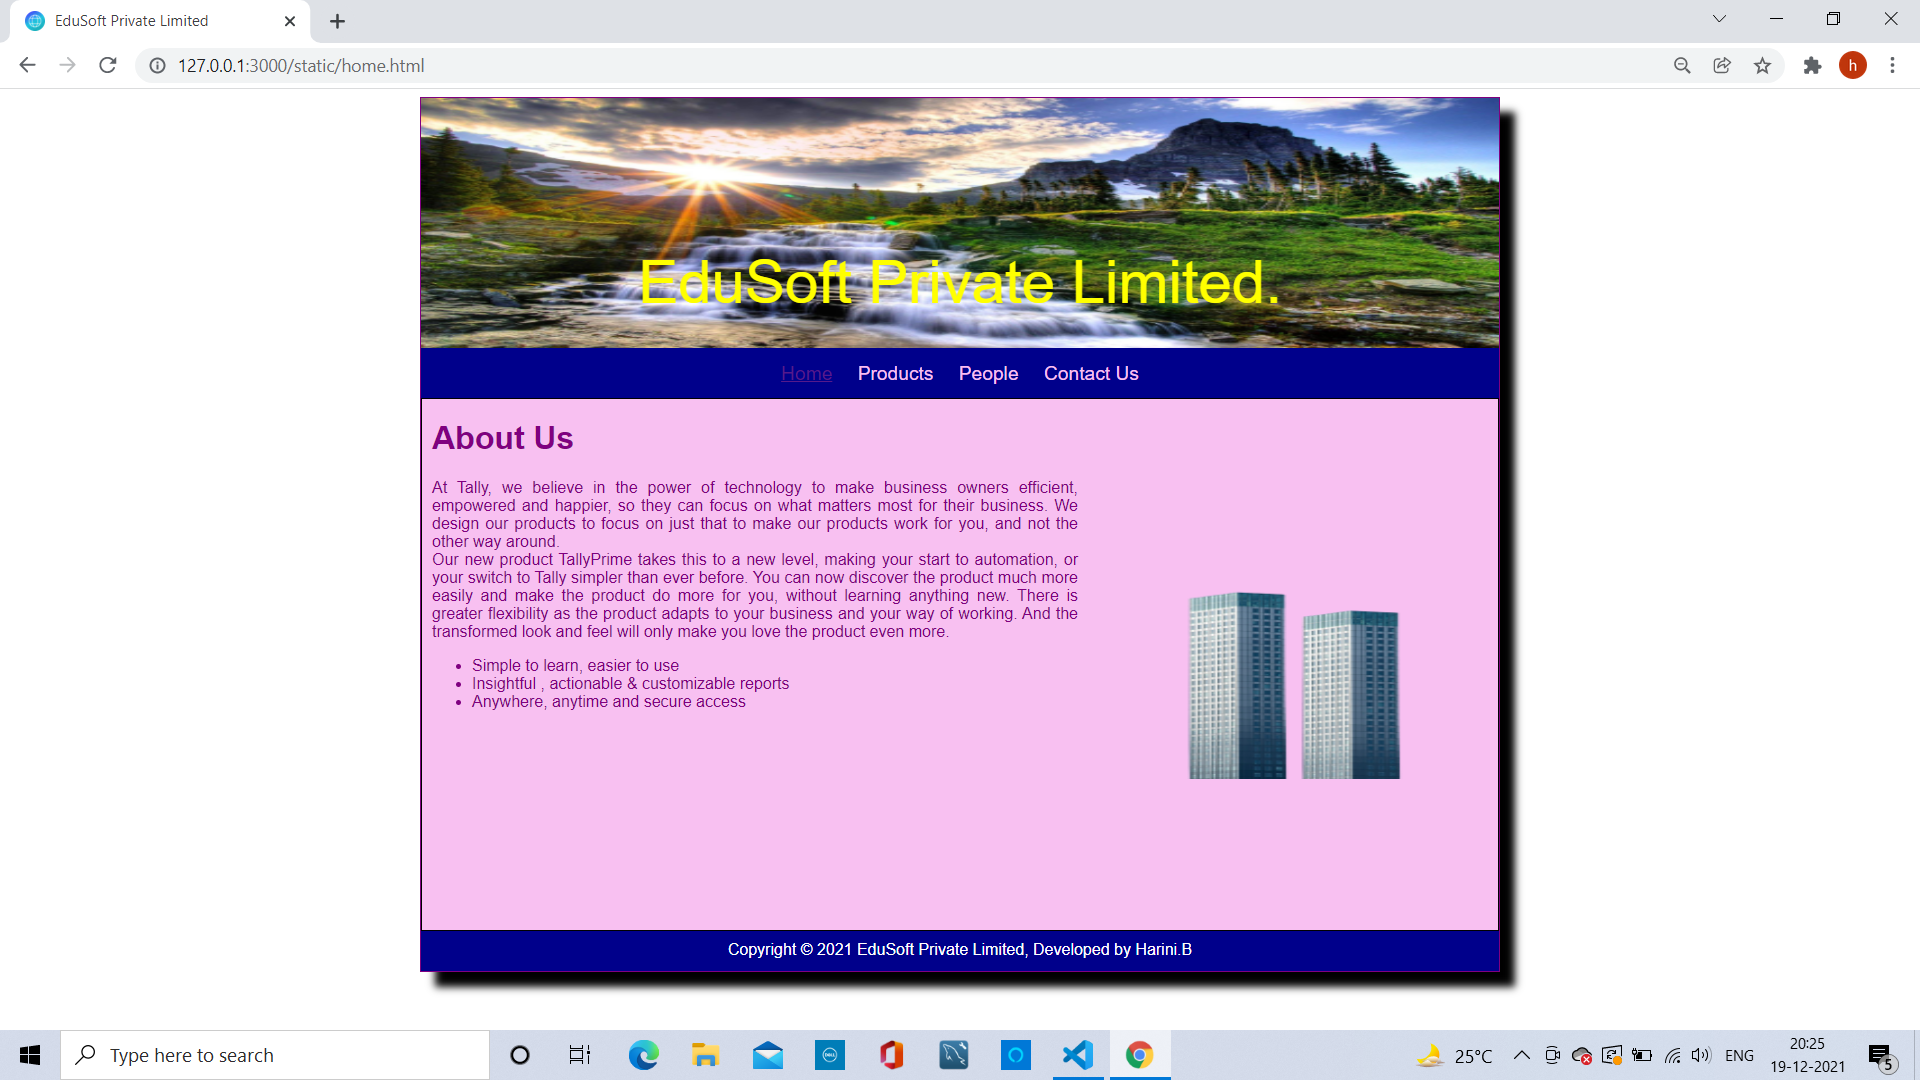 EduSoft Private Limited
127.0.0.1:3000/static/home.html
h
EduSoft Private Limited.
Home Products People Contact Us
About Us
At Tally, we believe in the power of technology to make business owners efficient,
empowered and happier, so they can focus on what matters most for their business. We
design our products to focus on just that to make our products work for you, and not the
other way around.
Our new product TallyPrime takes this to a new level, making your start to automation, or
your switch to Tally simpler than ever before. You can now discover the product much more
easily and make the product do more for you, without learning anything new. There is
greater flexibility as the product adapts to your business and your way of working. And the
transformed look and feel will only make you love the product even more.
• Simple to learn, easier to use
• Insightful , actionable & customizable reports
• Anywhere, anytime and secure access
Copyright © 2021 EduSoft Private Limited, Developed by Harini.B
Type here to search
DELL
25°C
ENG
20:25
19-12-2021
5